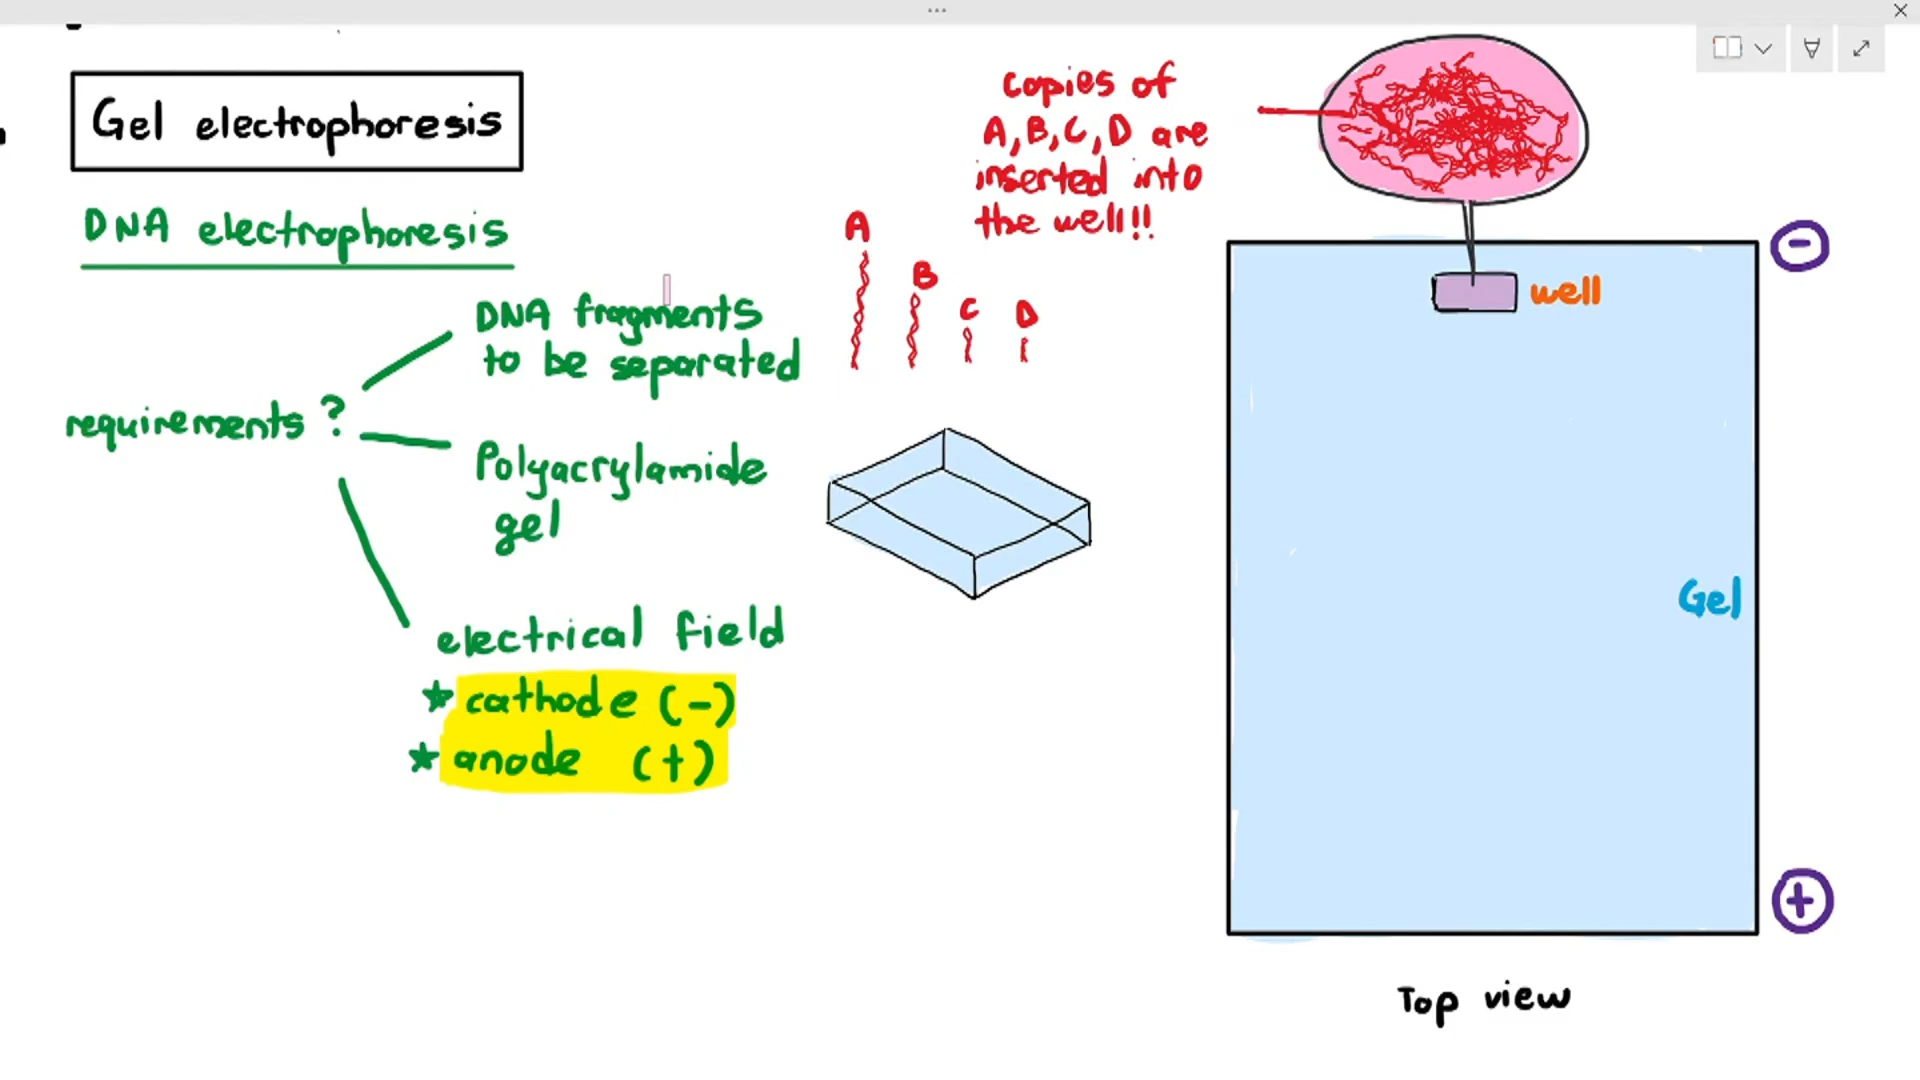 Gel electrophoresis
DNA electrophoresis
requirements ?
DNA fragments
to be separated
Polyacrylamide
gel
electrical field
* cathode (-)
* anode (+)
A
B
C
D
copies of
A, B, C, D are
inserted into
the well!!
well
-
Gel
+
Top view